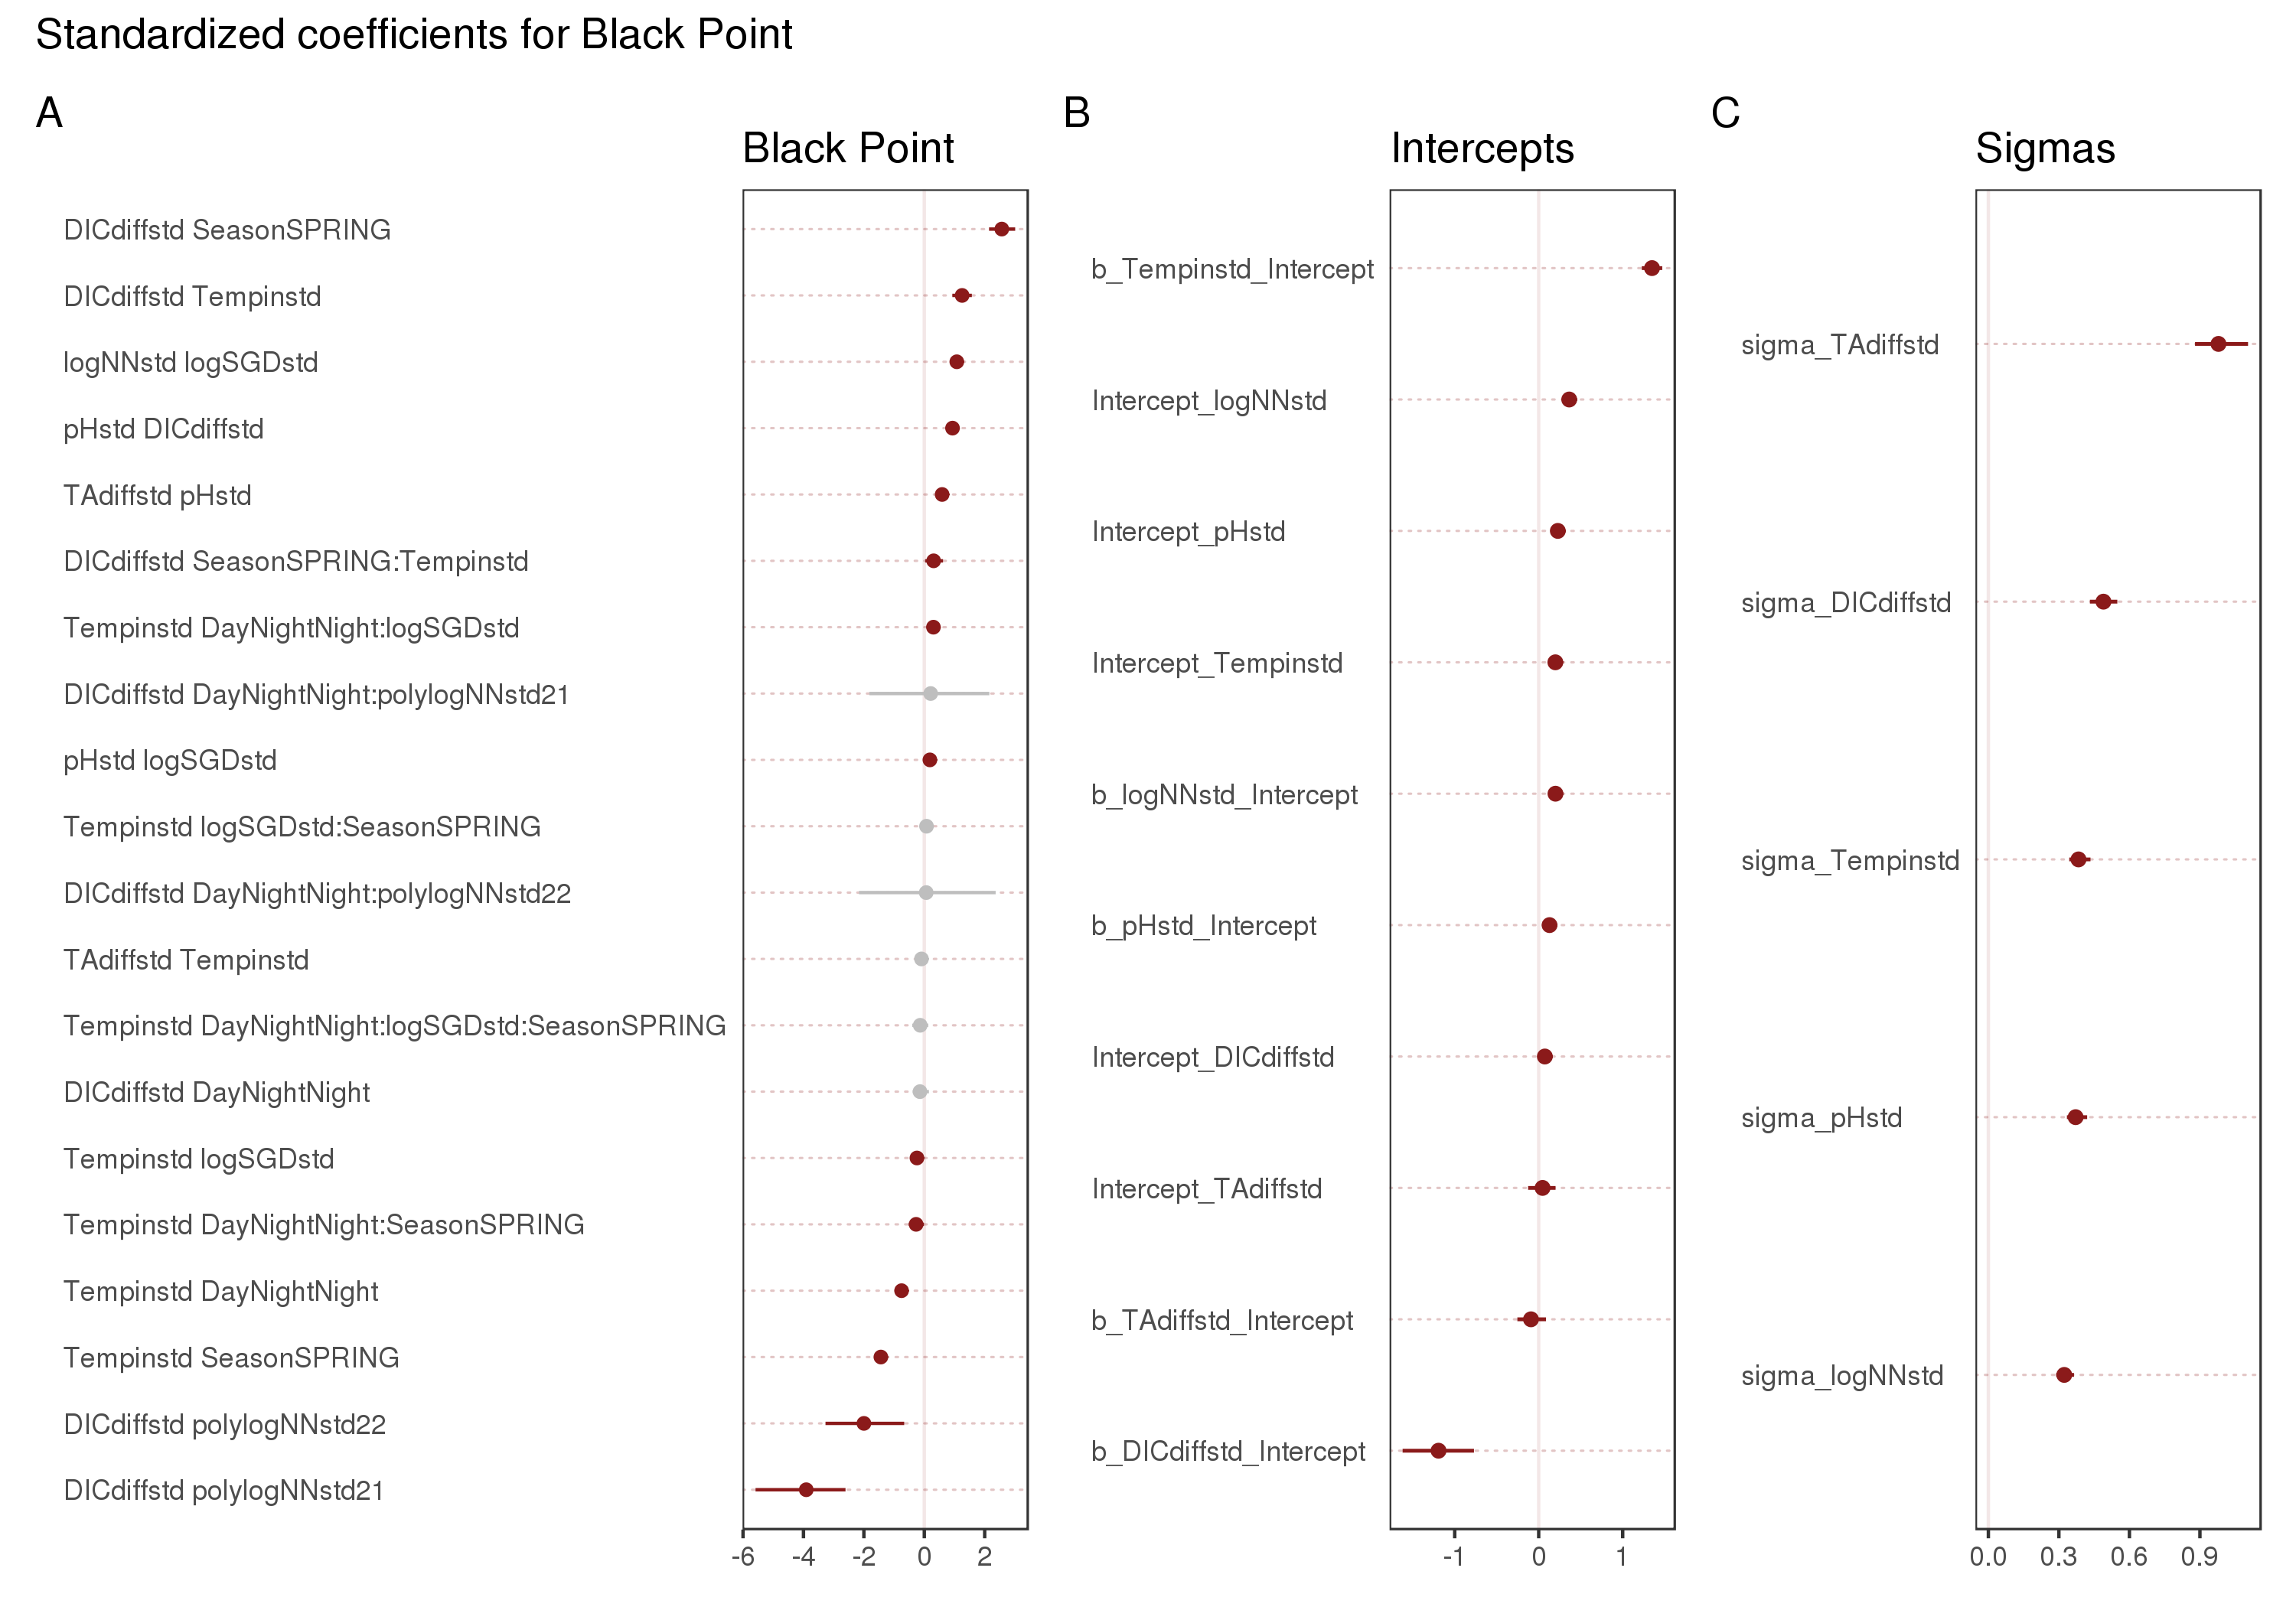 Standardized coefficients for Black Point
A
Black Point
DICdiffstd SeasonSPRING
DICdiffstd Tempinstd
logNNstd logSGDstd
pHstd DICdiffstd
TAdiffstd pHstd
DICdiffstd SeasonSPRING:Tempinstd
Tempinstd DayNightNight:logSGDstd
DICdiffstd DayNightNight:polylogNNstd21
pHstd logSGDstd
Tempinstd logSGDstd:SeasonSPRING
DICdiffstd DayNightNight:polylogNNstd22
TAdiffstd Tempinstd
Tempinstd DayNightNight:logSGDstd:SeasonSPRING
DICdiffstd DayNightNight
Tempinstd logSGDstd
Tempinstd DayNightNight:SeasonSPRING
Tempinstd DayNightNight
Tempinstd SeasonSPRING
DICdiffstd polylogNNstd22
DICdiffstd polylogNNstd21
-6 -4 -2 0 2
B
Intercepts
b_Tempinstd_Intercept
Intercept_logNNstd
Intercept_pHstd
Intercept_Tempinstd
b_logNNstd_Intercept
b_pHstd_Intercept
Intercept_DICdiffstd
Intercept_TAdiffstd
b_TAdiffstd_Intercept
b_DICdiffstd_Intercept
-1 0 1
C
Sigmas
sigma_TAdiffstd
sigma_DICdiffstd
sigma_Tempinstd
sigma_pHstd
sigma_logNNstd
0.0 0.3 0.6 0.9